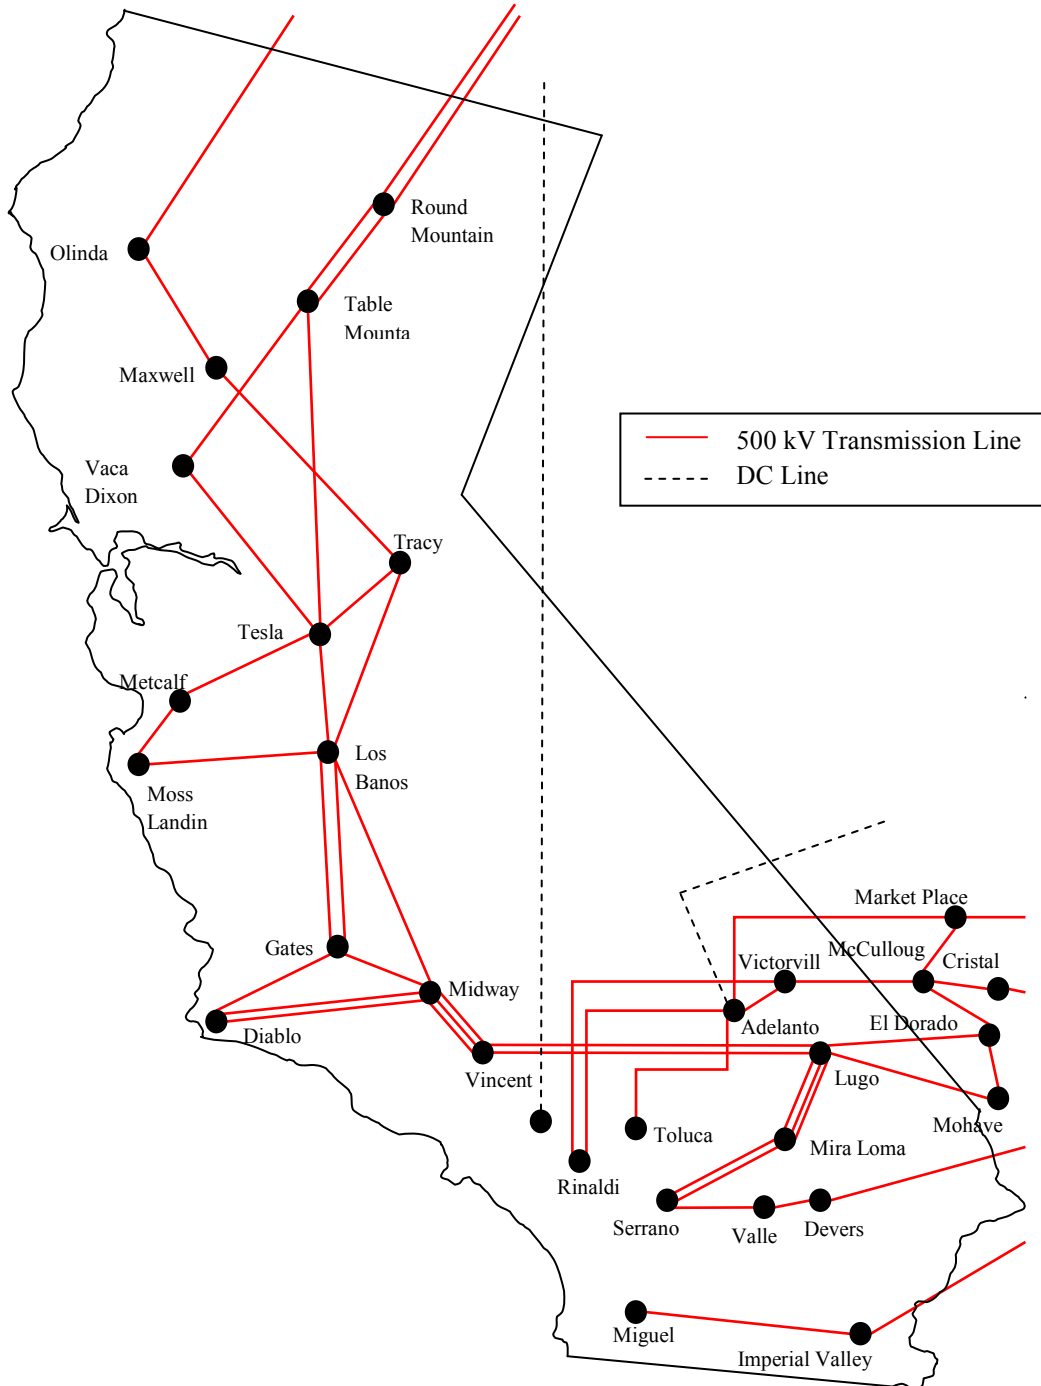 Round
Mountain
Olinda
Table
Mounta
Maxwell
500 kV Transmission Line
DC Line
Vaca
Dixon
Tracy
Tesla
Metcalf
Los
Banos
Moss
Landin
Market Place
Gates
McCulloug
Victorvill
Cristal
Midway
Diablo
Adelanto
El Dorado
Vincent
Lugo
Mohave
Toluca
Mira Loma
Rinaldi
Serrano
Valle
Devers
Miguel
Imperial Valley